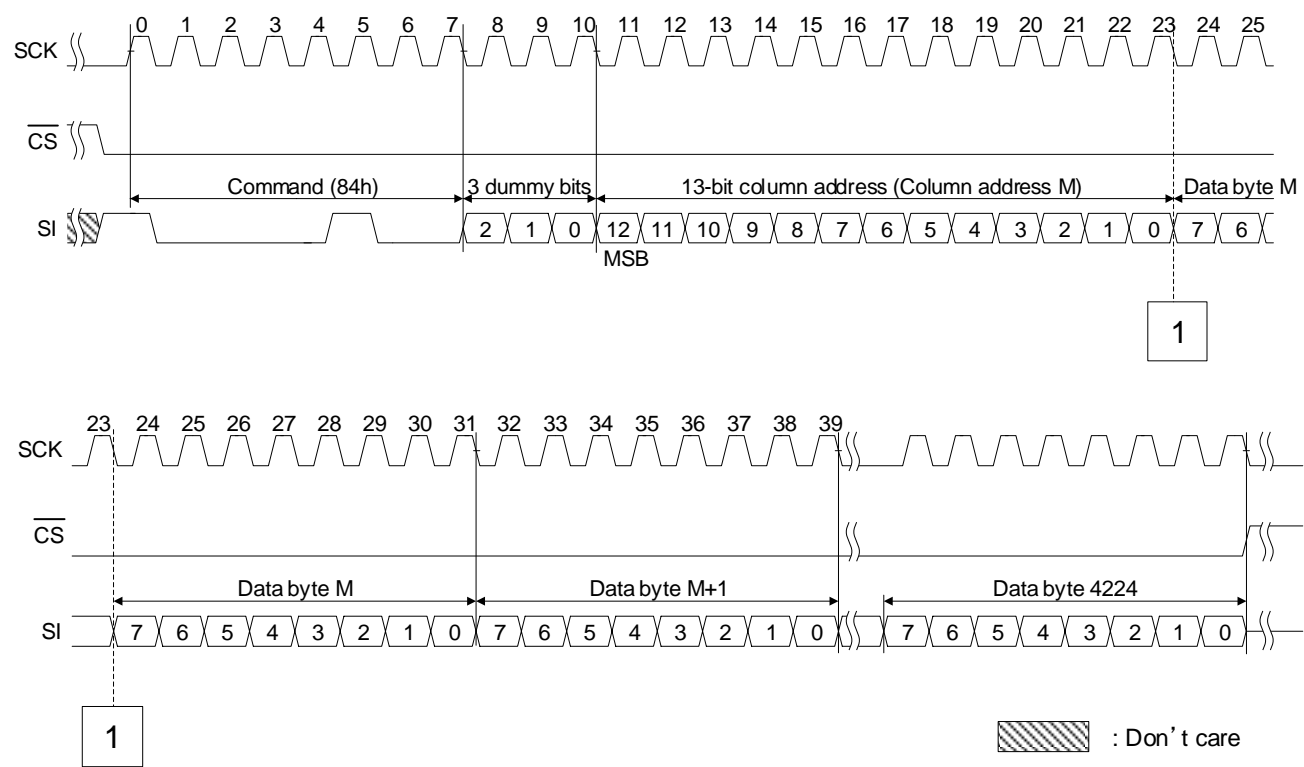 0 1 2 3 4 5 6 7 8 9 10 11 12 13 14 15 16 17 18 19 20 21 22 23 24 25
SCK
CS
Command (84h) 3 dummy bits 13-bit column address (Column address M) Data byte M
SI 2 1 0 12 11 10 9 8 7 6 5 4 3 2 1 0 7 6
MSB
1
23 24 25 26 27 28 29 30 31 32 33 34 35 36 37 38 39
SCK
CS
Data byte M Data byte M+1 Data byte 4224
SI 7 6 5 4 3 2 1 0 7 6 5 4 3 2 1 0 7 6 5 4 3 2 1 0
1
: Don't care